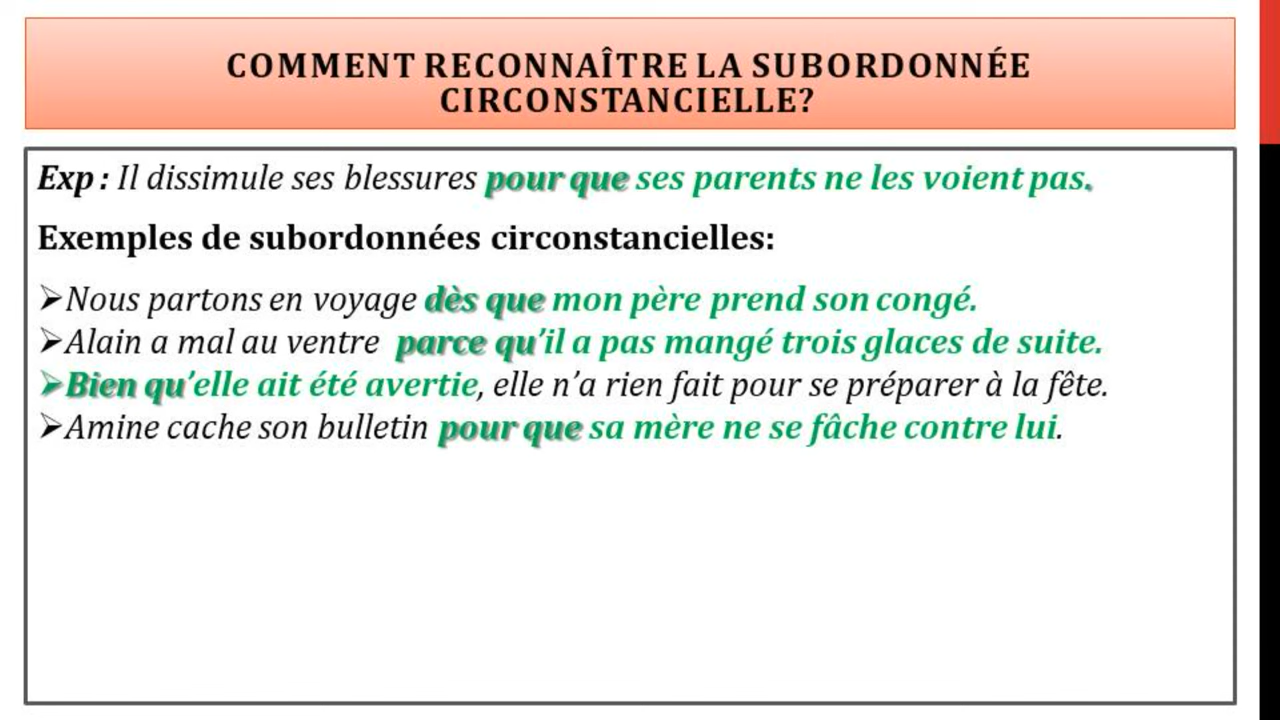 COMMENT RECONNAÎTRE LA SUBORDONNÉE
CIRCONSTANCIELLE?
Exp : Il dissimule ses blessures pour que ses parents ne les voient pas.
Exemples de subordonnées circonstancielles:
➢Nous partons en voyage dès que mon père prend son congé.
➢Alain a mal au ventre parce qu’il a pas mangé trois glaces de suite.
➢Bien qu’elle ait été avertie, elle n’a rien fait pour se préparer à la fête.
➢Amine cache son bulletin pour que sa mère ne se fâche contre lui.